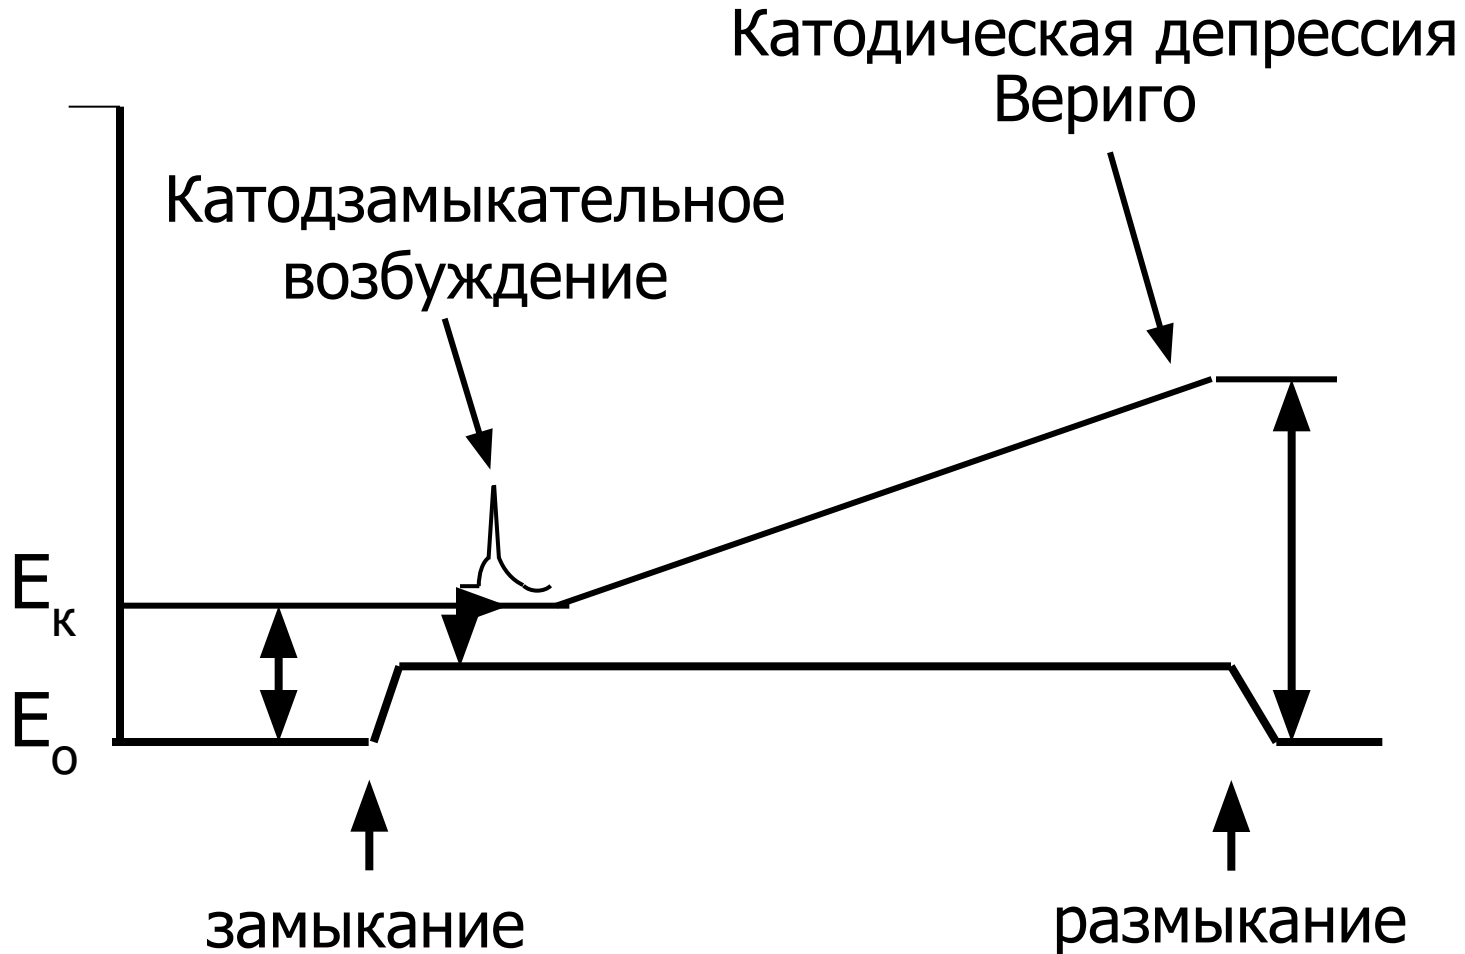 Катодическая депрессия
Вериго
Катодзамыкательное
возбуждение
Eк
Eо
замыкание
размыкание